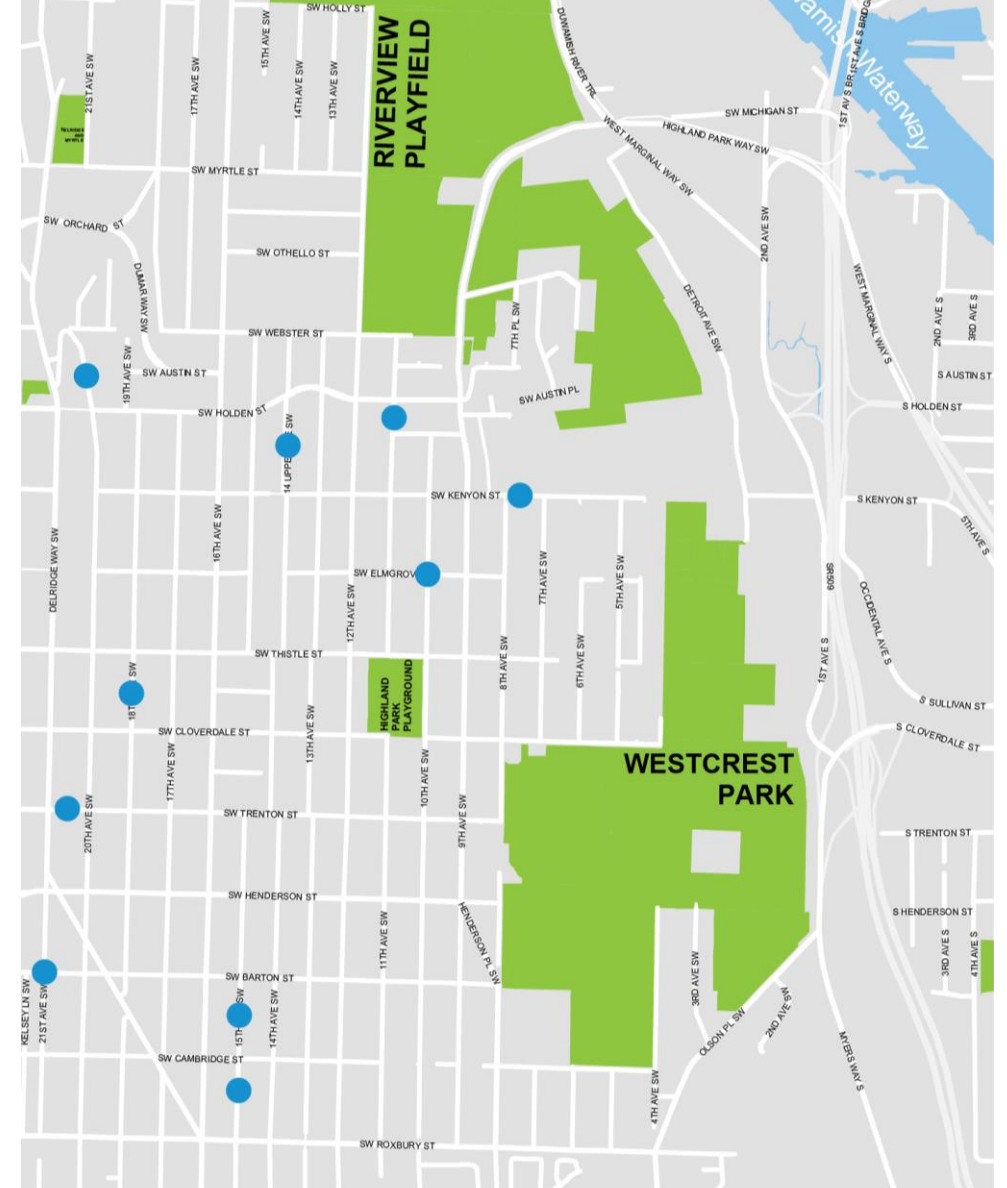 SW HOLLY ST
RIVERVIEW
PLAYFIELD
DUWAMISH RIVER TRL
1ST AVE S BRIDG
1ST AV S BR
Waterway
21ST AVE SW
17TH AVE SW
15TH AVE SW
14TH AVE SW
13TH AVE SW
SW MICHIGAN ST
HIGHLAND PARK WAY SW
WEST MARGINAL WAY SW
SW MYRTLE ST
SW ORCHARD ST
SW OTHELLO ST
2ND AVE SW
DUMAR WAY SW
DETROIT AVE SW
WEST MARGINAL WAY S
2ND AVE S
3RD AVE S
SW WEBSTER ST
7TH PL SW
19TH AVE SW
SW AUSTIN ST
S AUSTIN ST
SW AUSTIN PL
SW HOLDEN ST
S HOLDEN ST
14 UPPE
E SW
SW KENYON ST
S KENYON ST
5TH AVE S
16TH AVE SW
DELRIDGE WAY SW
SW ELMGROV
12TH AVE SW
7TH AVE SW
5TH AVE SW
SR509
OCCIDENTAL AVE S
SW THISTLE ST
8TH AVE SW
6TH AVE SW
1ST AVE S
HIGHLAND
PARK
PLAYGROUND
18T
SW
S SULLIVAN ST
SW CLOVERDALE ST
S CLOVERDALE ST
13TH AVE SW
17TH AVE SW
10TH AVE SW
WESTCREST
PARK
20TH AVE SW
SW TRENTON ST
9TH AVE SW
S TRENTON ST
SW HENDERSON ST
S HENDERSON ST
11TH AVE SW
HENDERSON PL SW
3RD AVE SW
3RD AVE S
4TH AVE S
SW BARTON ST
KELSEY LN SW
21ST AVE SW
15T
SW
14TH AVE SW
OLSON PL SW
2ND AVE SW
MYERS WAY S
SW CAMBRIDGE ST
4TH AVE SW
SW ROXBURY ST